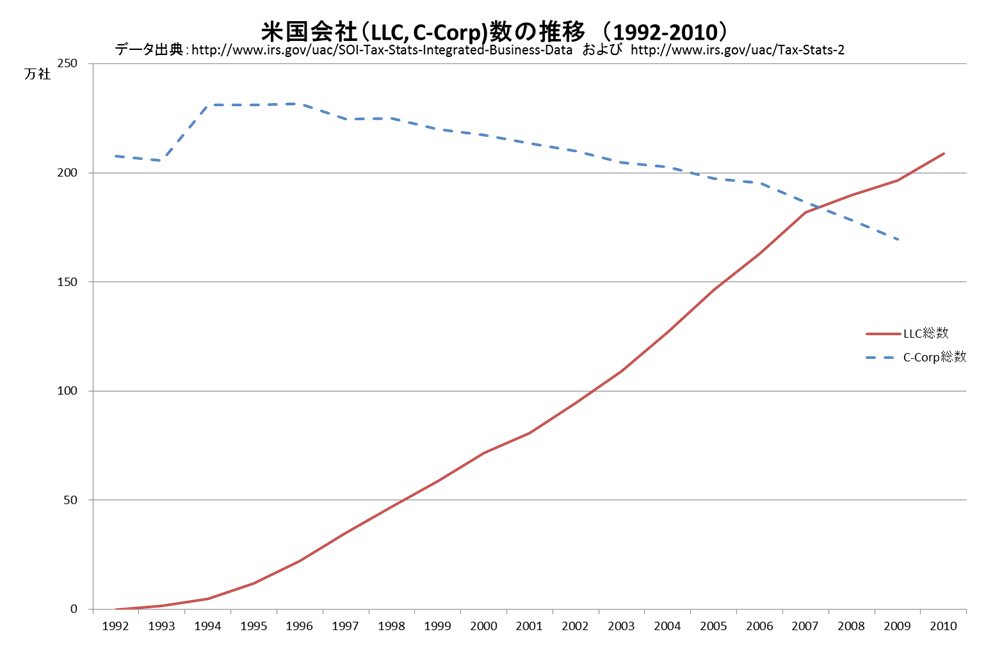 米国会社（LLC, C-Corp)数の推移 （1992-2010）
データ出典：http://www.irs.gov/uac/SOI-Tax-Stats-Integrated-Business-Data および http://www.irs.gov/uac/Tax-Stats-2
万社
250
200
150
100
50
0
LLC総数
C-Corp総数
1992 1993 1994 1995 1996 1997 1998 1999 2000 2001 2002 2003 2004 2005 2006 2007 2008 2009 2010